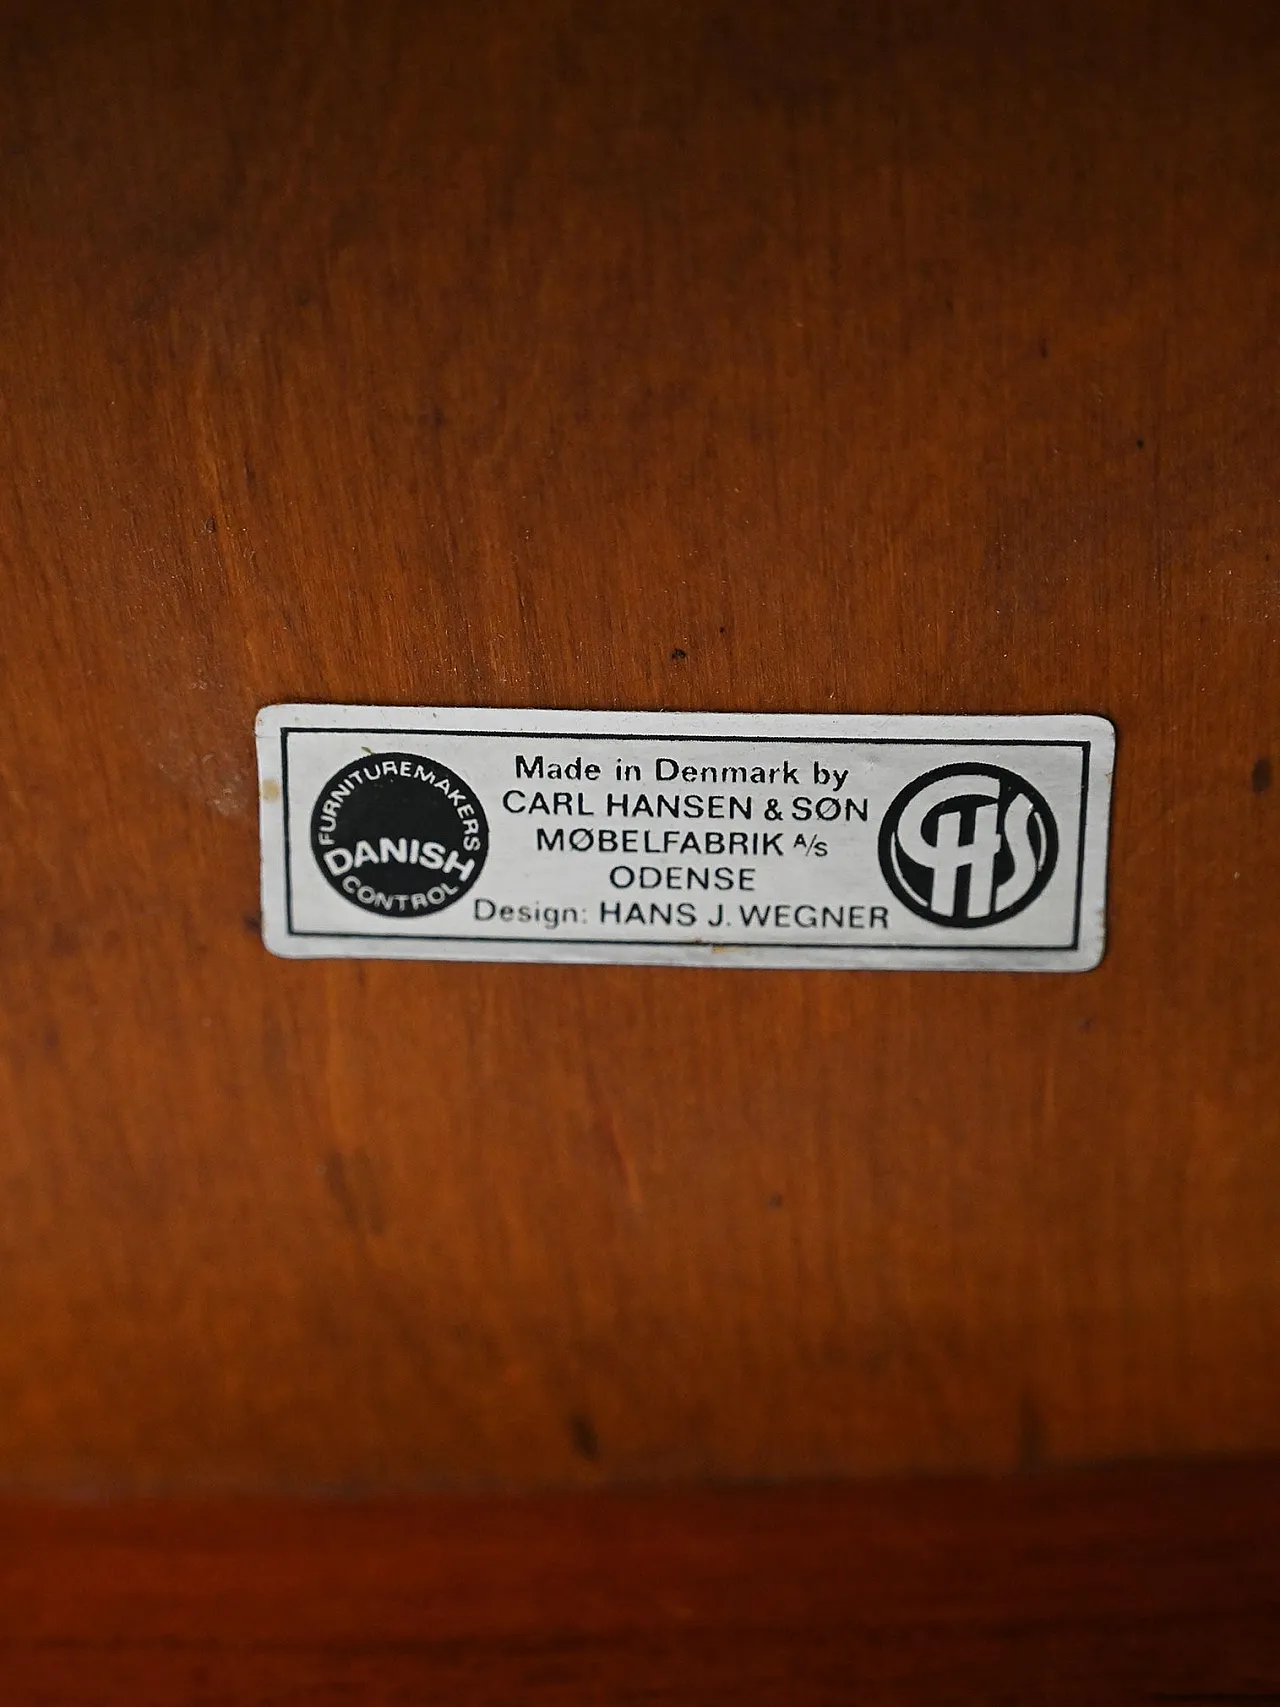 FURNITUREMAKERS
DANISH
CONTROL
Made in Denmark by
CARL HANSEN & SØN
MØBELFABRIK A/s
ODENSE
Design: HANS J. WEGNER
CHS